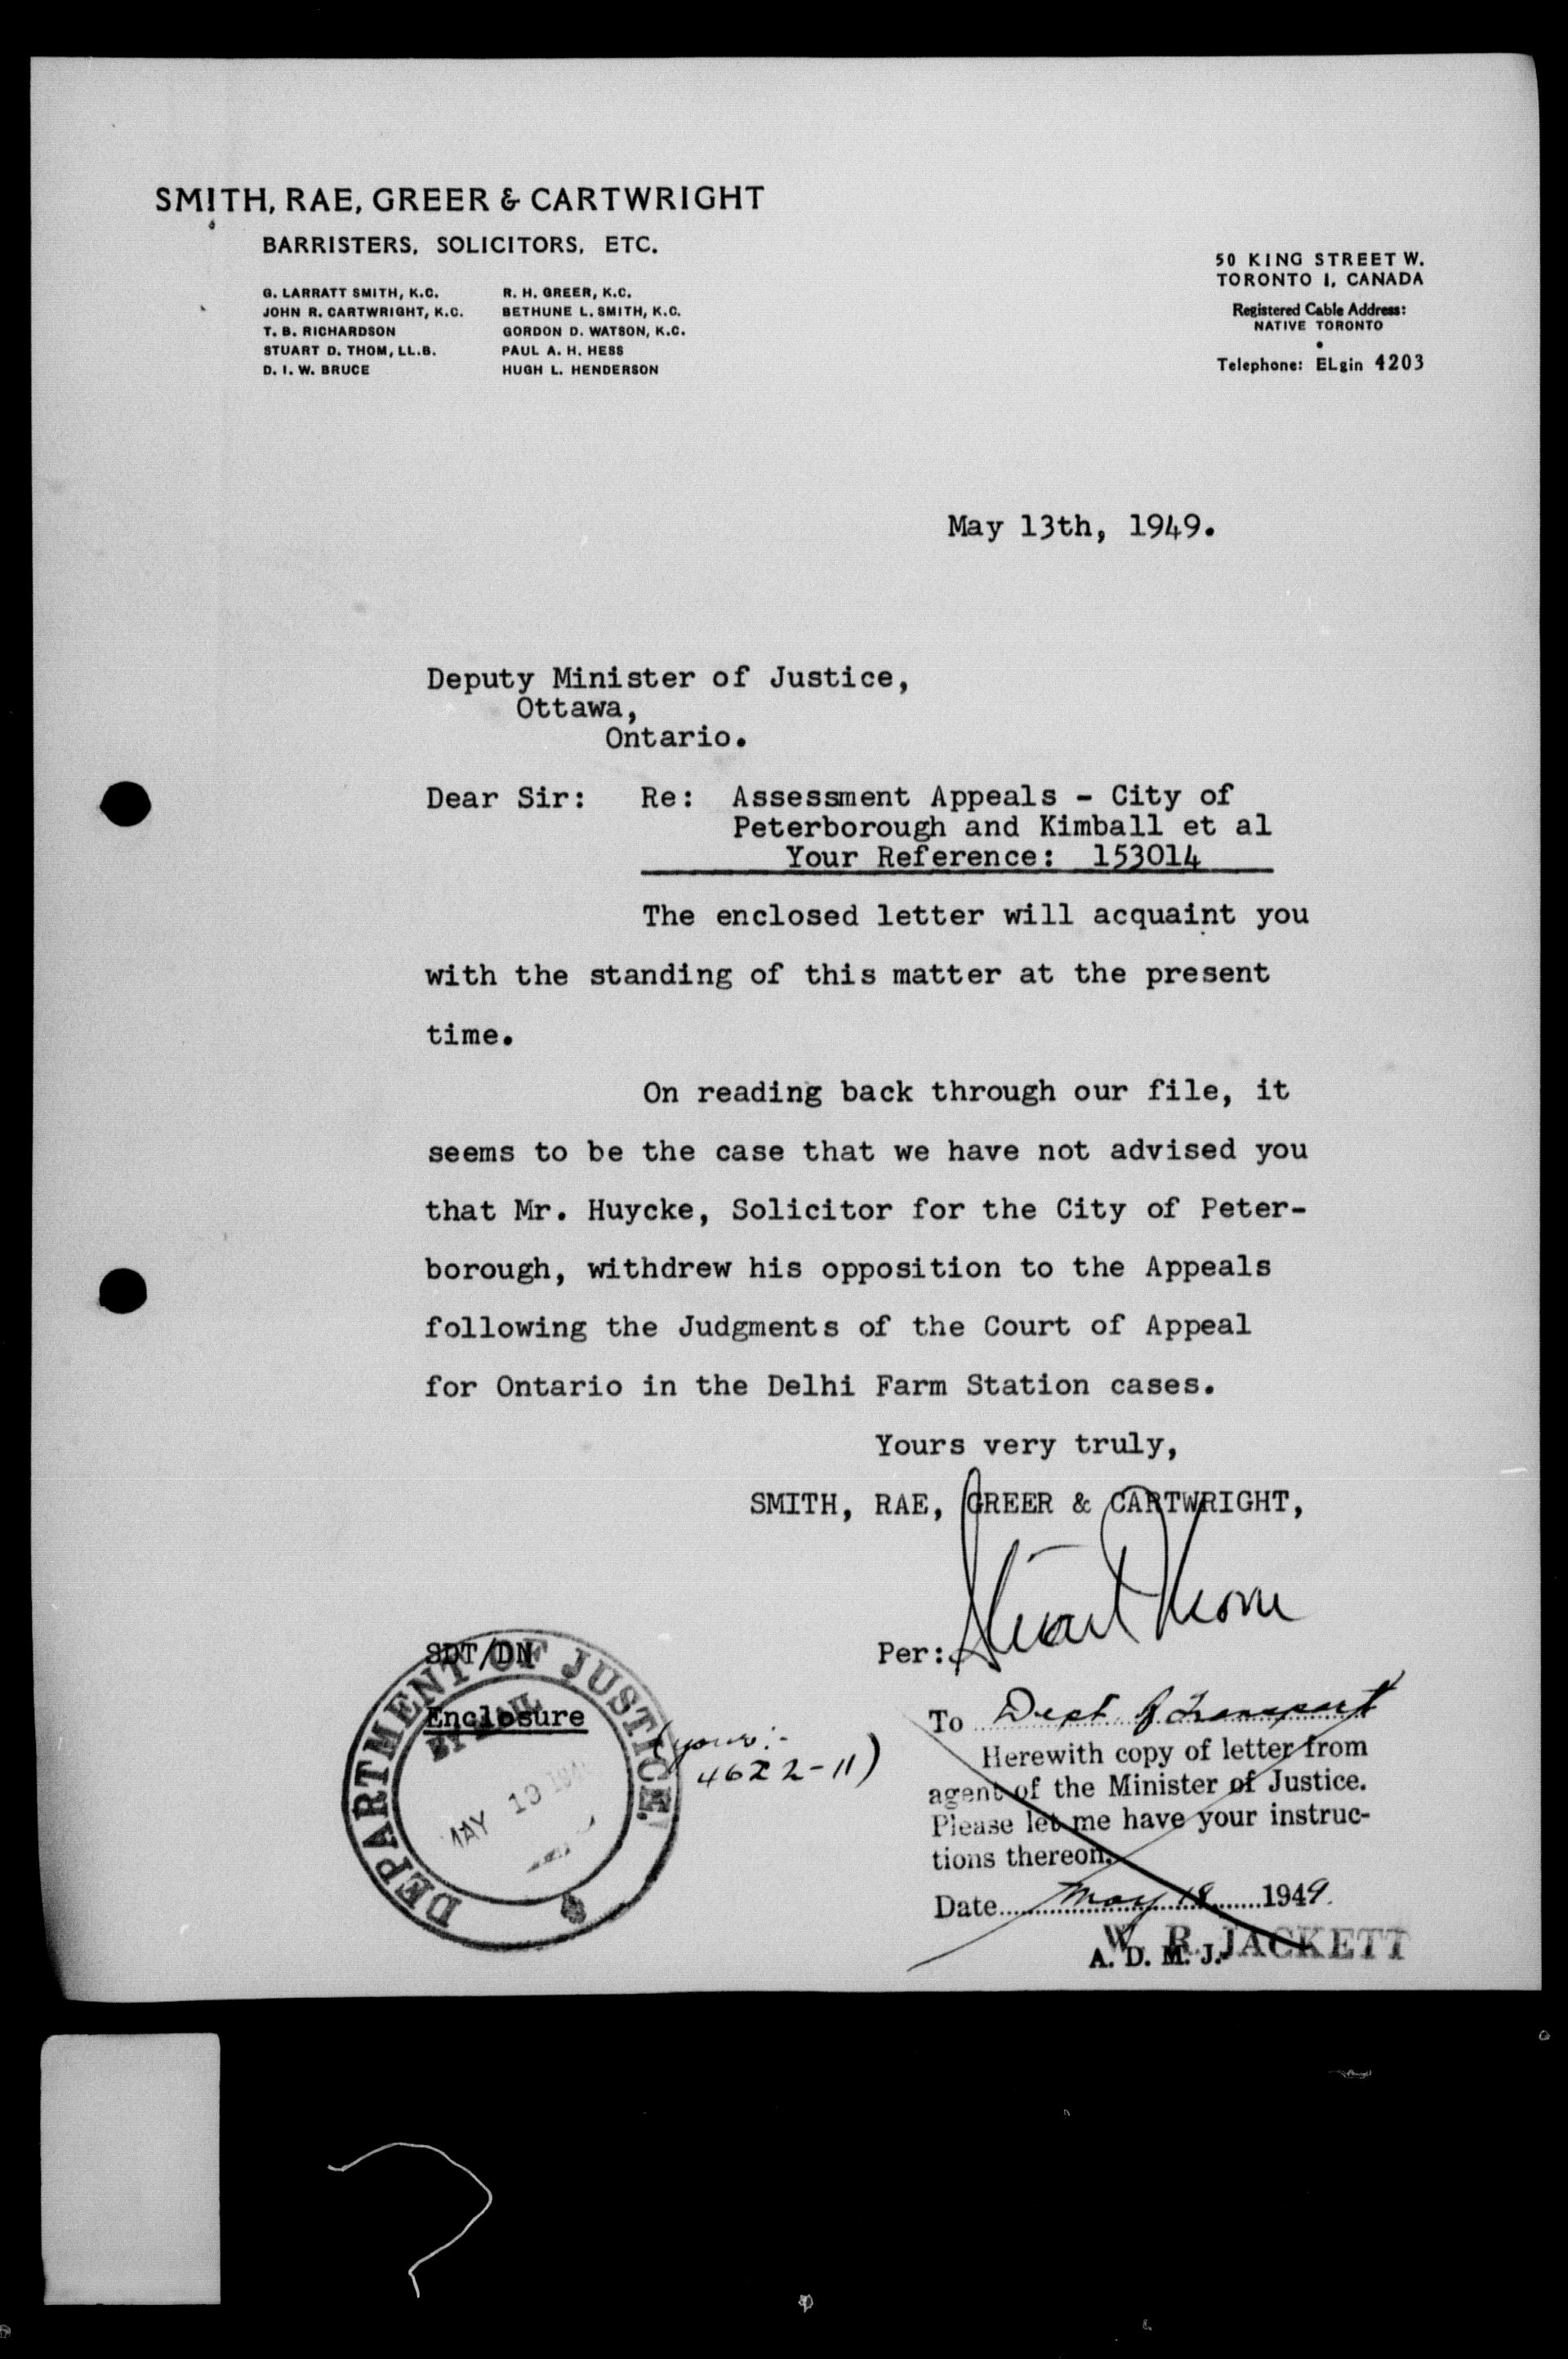 SMITH, RAE, GREER & CARTWRIGHT
BARRISTERS, SOLICITORS, ETC.
G. LARRATT SMITH, K.C. R. H. GREER, K.C.
JOHN R. CARTWRIGHT, K.C. BETHUNE L. SMITH, K.C.
T. B. RICHARDSON GORDON D. WATSON, K.C.
STUART D. THOM, LL.B. PAUL A. H. HESS
D. I. W. BRUCE HUGH L. HENDERSON
50 KING STREET W.
TORONTO 1, CANADA
Registered Cable Address:
NATIVE TORONTO
Telephone: ELgin 4203
May 13th, 1949.
Deputy Minister of Justice,
Ottawa,
Ontario.
Dear Sir: Re: Assessment Appeals - City of
Peterborough and Kimball et al
Your Reference: 153014
The enclosed letter will acquaint you
with the standing of this matter at the present
time.
On reading back through our file, it
seems to be the case that we have not advised you
that Mr. Huycke, Solicitor for the City of Peter-
borough, withdrew his opposition to the Appeals
following the Judgments of the Court of Appeal
for Ontario in the Delhi Farm Station cases.
Yours very truly,
SMITH, RAE, GREER & CARTWRIGHT,
Per: Stuart Thom
SDT/DN
Enclosure
DEPARTMENT OF JUSTICE
MAY
(yours:-
4622-11)
To Dept of Transport
Herewith copy of letter from
agent of the Minister of Justice.
Please let me have your instruc-
tions thereon.
Date May 18 1949.
W. R. JACKETT
A. D. M. J.